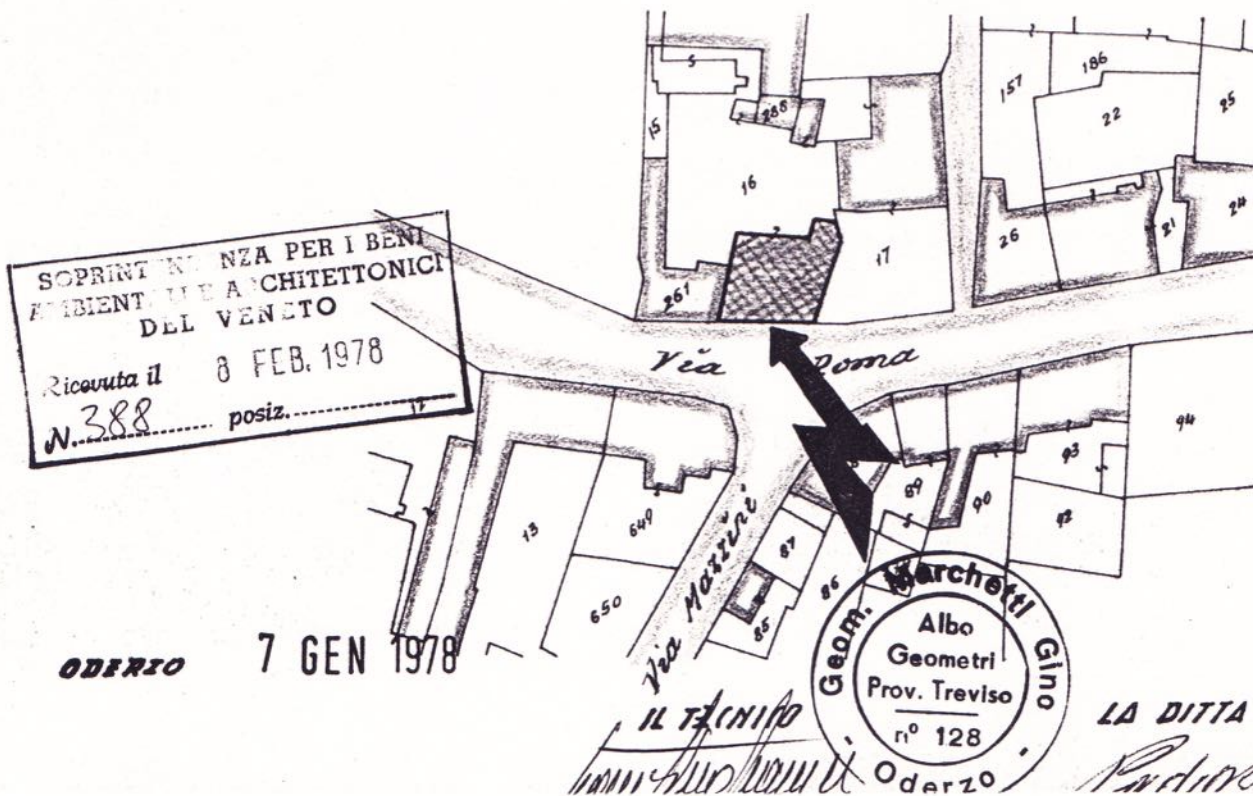 5
186
157
25
22
15
288
16
24
21
26
17
261
SOPRINT NZA PER I BENI
AMBIENT LI E A CHITETTONICI
DEL VENETO
Ricevuta il 8 FEB. 1978
N. 388 posiz.
Via Roma
94
93
89
90
92
13
649
87
86
650
85
Via Mazzini
ODERZO 7 GEN 1978
IL TECNICO
Geom. Marchetti Gino
Albo
Geometri
Prov. Treviso
n° 128
Oderzo
LA DITTA